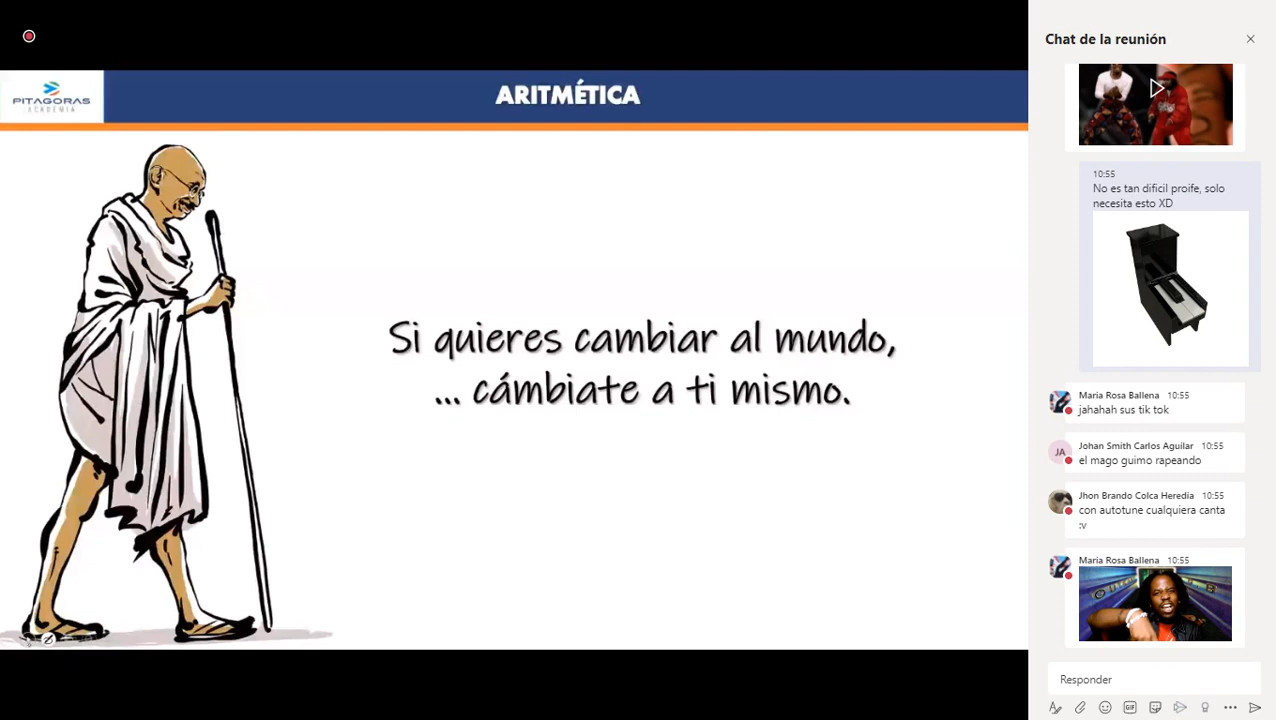 PITAGORAS
ACADEMIA
ARITMÉTICA
Si quieres cambiar al mundo,
... cámbiate a ti mismo.
Chat de la reunión
10:55
No es tan dificil proife, solo
necesita esto XD
Maria Rosa Ballena 10:55
jahahah sus tik tok
JA
Johan Smith Carlos Aguilar 10:55
el mago guimo rapeando
Jhon Brando Colca Heredia 10:55
con autotune cualquiera canta
:v
Maria Rosa Ballena 10:55
Responder
GIF